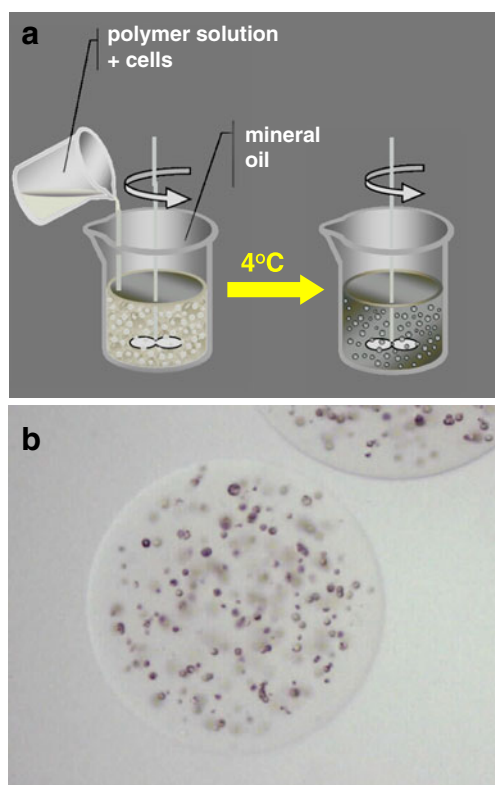 a
polymer solution
+ cells
mineral
oil
4°C
b